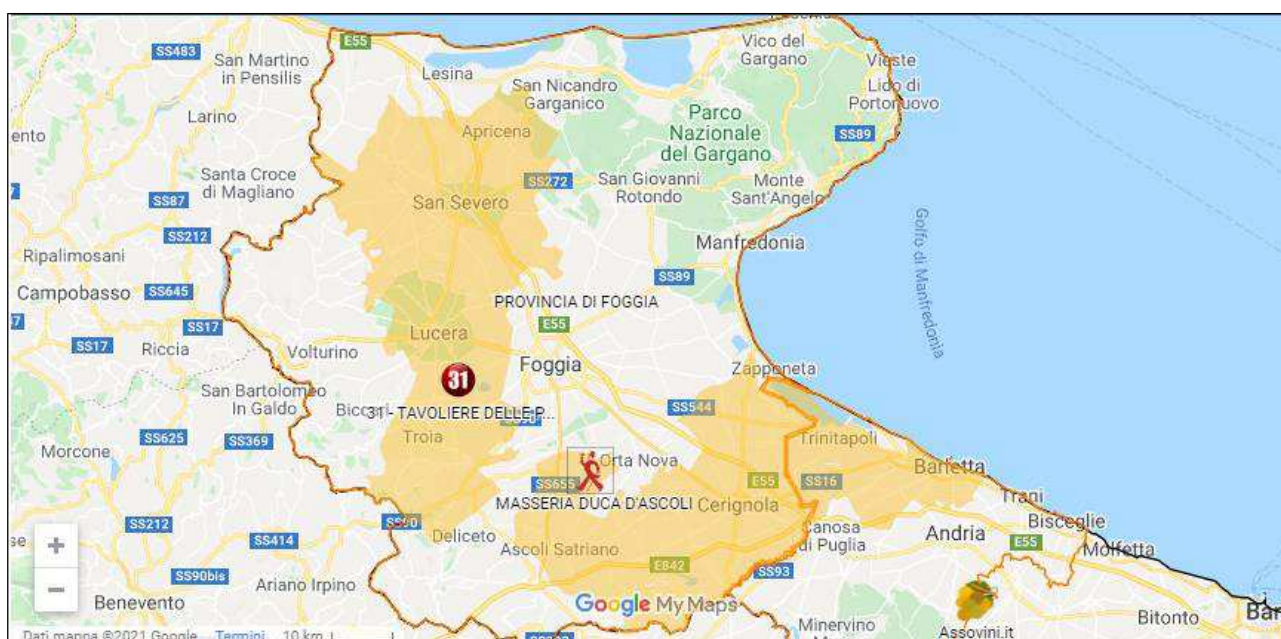 E55
Vico del
Gargano
SS483
San Martino
in Pensilis
Lesina
Vieste
San Nicandro
Garganico
Lido di
Portonuovo
Larino
Apricena
Parco
Nazionale
del Gargano
SS89
Santa Croce
di Magliano
SS272
San Giovanni
Rotondo
Monte
Sant'Angelo
SS87
San Severo
SS212
Golfo di Manfredonia
Manfredonia
Ripalimosani
SS89
Campobasso
SS645
PROVINCIA DI FOGGIA
SS17
E55
Lucera
SS17
Riccia
Volturino
Foggia
Zapponeta
31
San Bartolomeo
In Galdo
Biccari
31 - TAVOLIERE DELLE P...
SS90
SS544
SS625
SS369
Troia
Trinitapoli
Morcone
Orta Nova
Barletta
SS655
E55
SS16
MASSERIA DUCA D'ASCOLI
Cerignola
Trani
SS212
SS90
Bisceglie
Canosa
di Puglia
Andria
SS414
Deliceto
E55
Molfetta
Ascoli Satriano
E842
SS93
SS90bis
Ariano Irpino
Benevento
Google My Maps
Bitonto
Minervino
Assovini.it
Dati mappa ©2021 Google
Termini
10 km